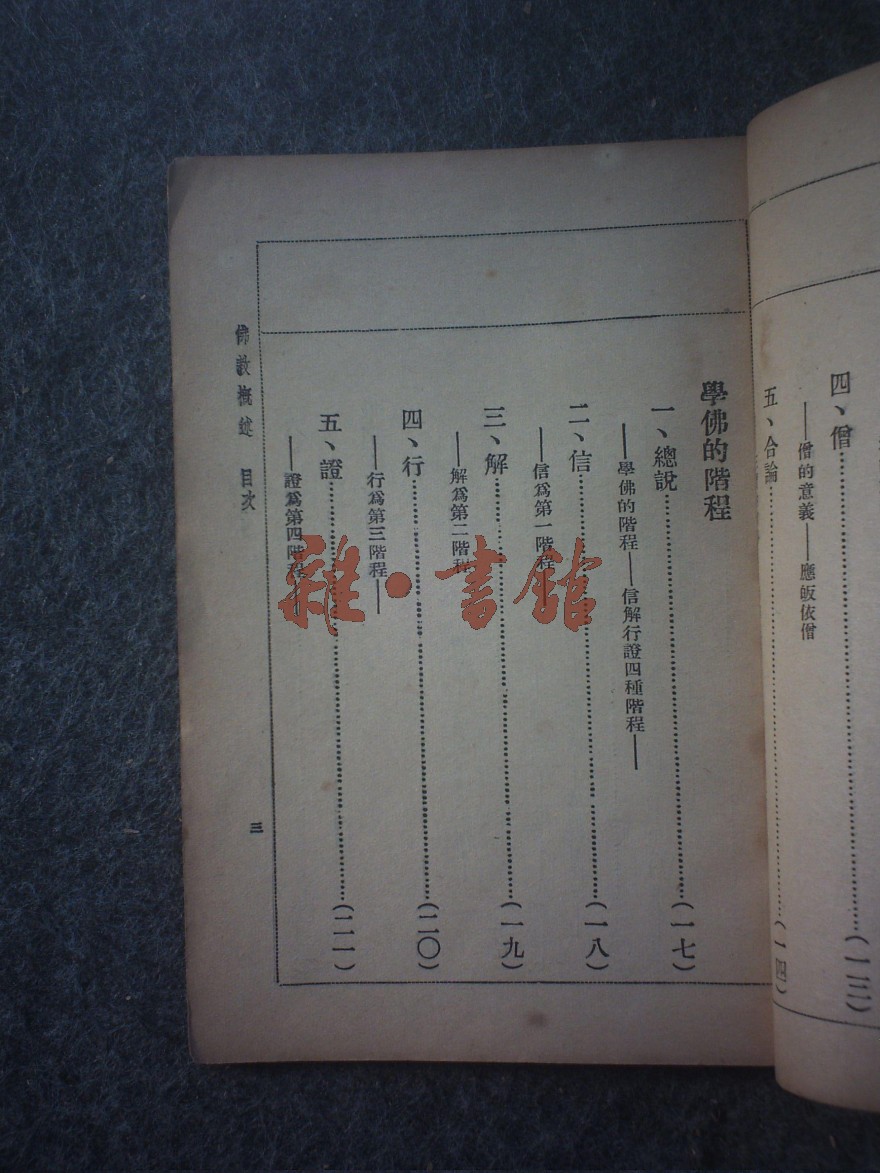 四、僧……(一三)
——僧的意義——應皈依僧
五、合論……(一四)
學佛的階程
一、總說……(一七)
——學佛的階程——信解行證四種階程——
二、信……(一八)
——信爲第一階程
三、解……(一九)
——解爲第二階程
四、行……(二〇)
——行爲第三階程——
五、證……(二一)
——證爲第四階程——
佛教概述 目次
三
雜·書館